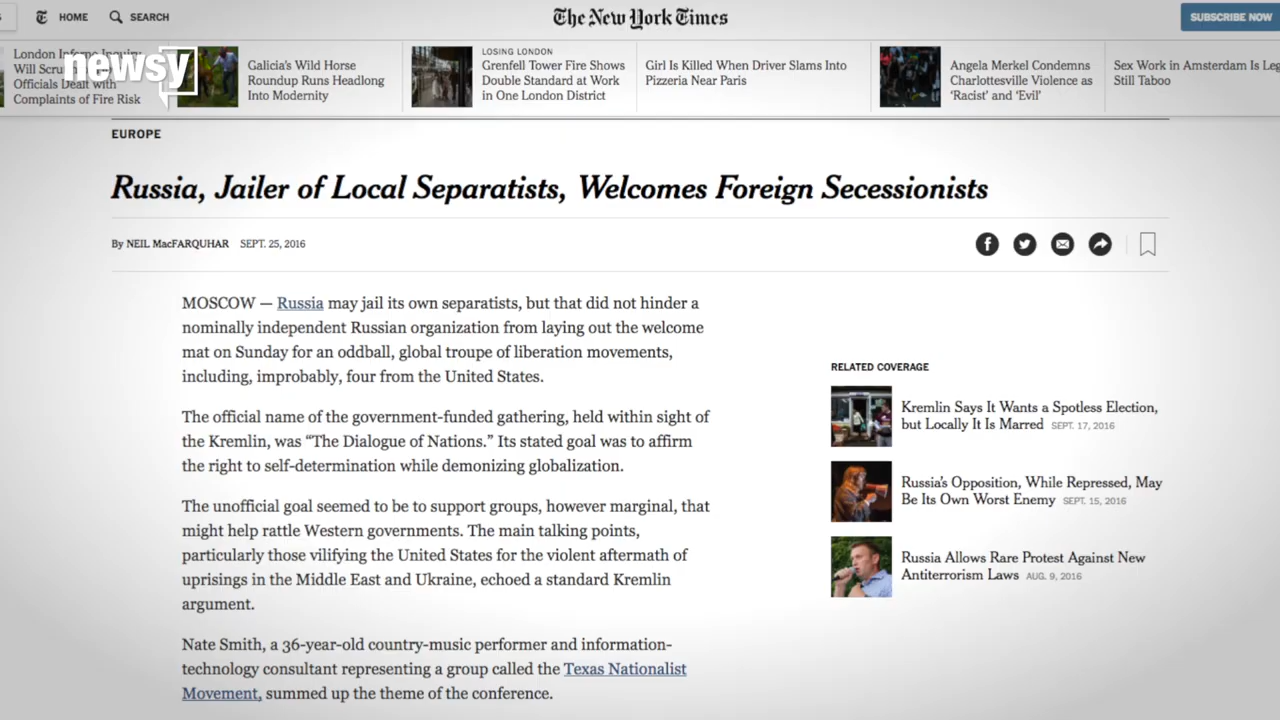 S
HOME
SEARCH
The New York Times
SUBSCRIBE NOW
London Inferno Inquiry
Will Scru
Officials Dealt with
Complaints of Fire Risk
newsy
Galicia's Wild Horse
Roundup Runs Headlong
Into Modernity
LOSING LONDON
Grenfell Tower Fire Shows
Double Standard at Work
in One London District
Girl Is Killed When Driver Slams Into
Pizzeria Near Paris
Angela Merkel Condemns
Charlottesville Violence as
‘Racist’ and ‘Evil’
Sex Work in Amsterdam Is Leg
Still Taboo
EUROPE
Russia, Jailer of Local Separatists, Welcomes Foreign Secessionists
By NEIL MacFARQUHAR SEPT. 25, 2016
MOSCOW — Russia may jail its own separatists, but that did not hinder a
nominally independent Russian organization from laying out the welcome
mat on Sunday for an oddball, global troupe of liberation movements,
including, improbably, four from the United States.
The official name of the government-funded gathering, held within sight of
the Kremlin, was “The Dialogue of Nations.” Its stated goal was to affirm
the right to self-determination while demonizing globalization.
The unofficial goal seemed to be to support groups, however marginal, that
might help rattle Western governments. The main talking points,
particularly those vilifying the United States for the violent aftermath of
uprisings in the Middle East and Ukraine, echoed a standard Kremlin
argument.
Nate Smith, a 36-year-old country-music performer and information-
technology consultant representing a group called the Texas Nationalist
Movement, summed up the theme of the conference.
RELATED COVERAGE
Kremlin Says It Wants a Spotless Election,
but Locally It Is Marred SEPT. 17, 2016
Russia's Opposition, While Repressed, May
Be Its Own Worst Enemy SEPT. 15, 2016
Russia Allows Rare Protest Against New
Antiterrorism Laws AUG. 9, 2016